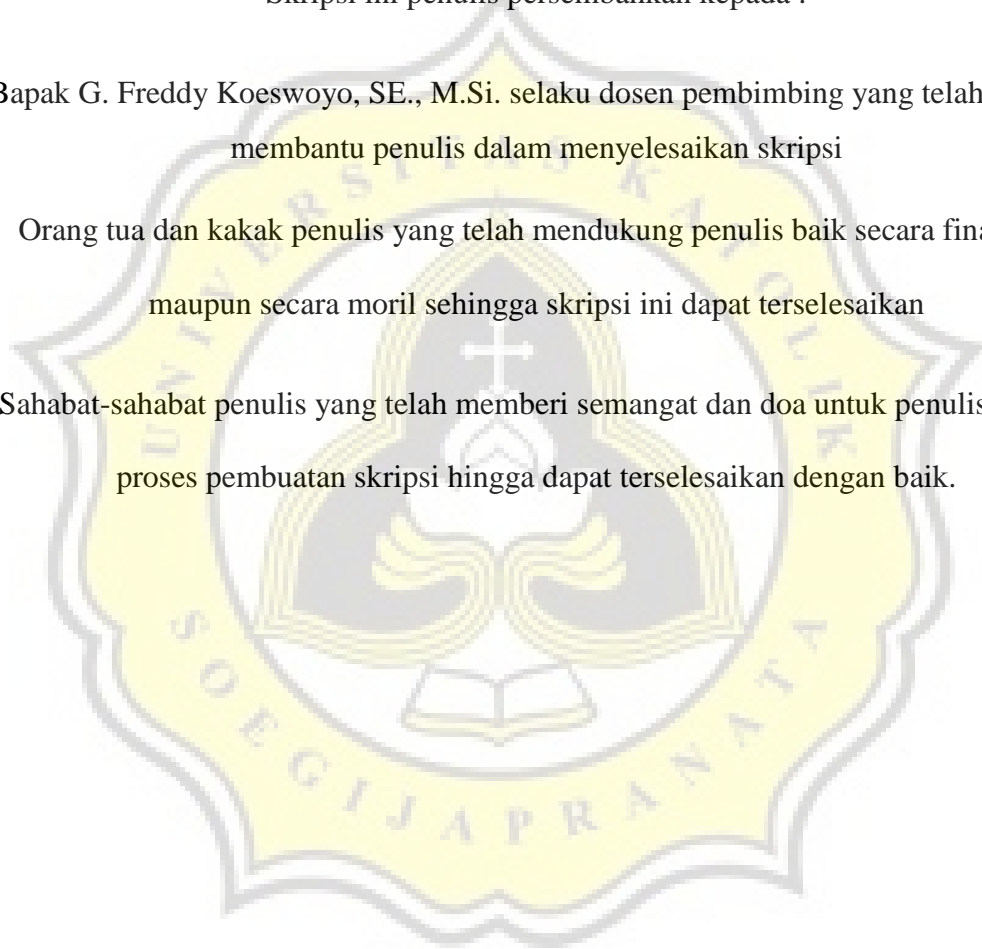 Skripsi ini penulis persembahkan kepada :
Bapak G. Freddy Koeswoyo, SE., M.Si. selaku dosen pembimbing yang telah
membantu penulis dalam menyelesaikan skripsi
Orang tua dan kakak penulis yang telah mendukung penulis baik secara
maupun secara moril sehingga skripsi ini dapat terselesaikan
Sahabat-sahabat penulis yang telah memberi semangat dan doa untuk penulis
proses pembuatan skripsi hingga dapat terselesaikan dengan baik.
UNIVERSITAS KATOLIK
SOEGIJAPRANATA